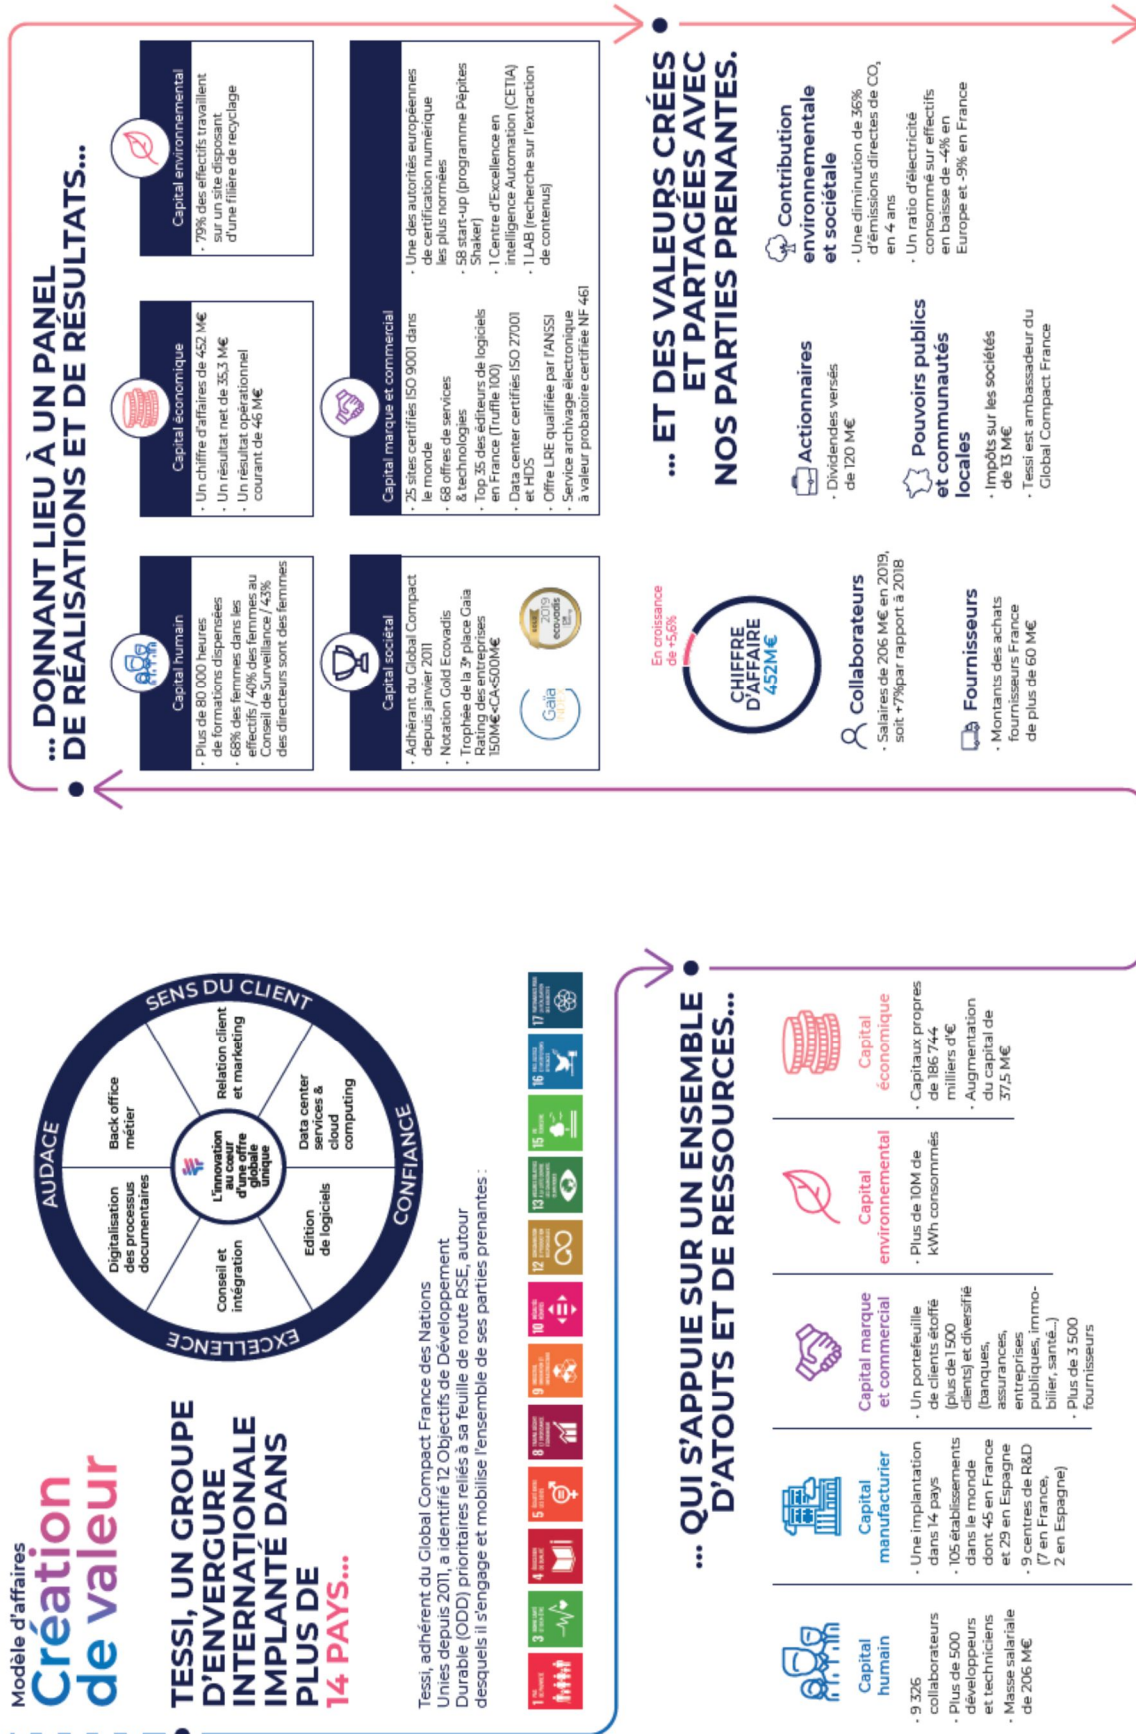 Modèle d'affaires
Création
de valeur
TESSI, UN GROUPE
D'ENVERGURE
INTERNATIONALE
IMPLANTÉ DANS
PLUS DE
14 PAYS...
AUDACE
SENS DU CLIENT
CONFIANCE
EXCELLENCE
Digitalisation
des processus
documentaires
Back office
métier
Relation client
et marketing
Data center
services &
cloud
computing
Edition
de logiciels
Conseil et
intégration
L'innovation
au cœur
d'une offre
globale
unique
Tessi, adhérent du Global Compact France des Nations
Unies depuis 2011, a identifié 12 Objectifs de Développement
Durable (ODD) prioritaires reliés à sa feuille de route RSE, autour
desquels il s'engage et mobilise l'ensemble de ses parties prenantes :
1
3
4
5
8
9
10
12
13
15
16
17
... QUI S'APPUIE SUR UN ENSEMBLE
D'ATOUTS ET DE RESSOURCES...
Capital
humain
· 9 326
collaborateurs
· Plus de 500
développeurs
et techniciens
· Masse salariale
de 206 M€
Capital
manufacturier
· Une implantation
dans 14 pays
· 105 établissements
dans le monde
dont 45 en France
et 29 en Espagne
· 9 centres de R&D
(7 en France,
2 en Espagne)
Capital marque
et commercial
· Un portefeuille
de clients étoffé
(plus de 1 500
clients) et diversifié
(banques,
assurances,
entreprises
publiques, immo-
bilier, santé...)
· Plus de 3 500
fournisseurs
Capital
environnemental
· Plus de 10M de
kWh consommés
Capital
économique
· Capitaux propres
de 186 744
milliers d'€
· Augmentation
du capital de
37,5 M€
... DONNANT LIEU À UN PANEL
DE RÉALISATIONS ET DE RÉSULTATS...
Capital humain
· Plus de 80 000 heures
de formations dispensées
· 68% des femmes dans les
effectifs / 40% des femmes au
Conseil de Surveillance / 43%
des directeurs sont des femmes
Capital économique
· Un chiffre d'affaires de 452 M€
· Un résultat net de 35,3 M€
· Un résultat opérationnel
courant de 46 M€
Capital environnemental
· 79% des effectifs travaillent
sur un site disposant
d'une filière de recyclage
Capital sociétal
· Adhérant du Global Compact
depuis janvier 2011
· Notation Gold Ecovadis
· Trophée de la 3e place Gaia
Rating des entreprises
150M€<CA<500M€
Gaïa
2019
ecovadis
Capital marque et commercial
· 25 sites certifiés ISO 9001 dans
le monde
· 68 offres de services
& technologies
· Top 35 des éditeurs de logiciels
en France (Truffle 100)
· Data center certifiés ISO 27001
et HDS
· Offre LRE qualifiée par l'ANSSI
· Service archivage électronique
à valeur probatoire certifiée NF 461
· Une des autorités européennes
de certification numérique
les plus normées
· 58 start-up (programme Pépites
Shaker)
· 1 Centre d'Excellence en
intelligence Automation (CETIA)
· 1 LAB (recherche sur l'extraction
de contenus)
... ET DES VALEURS CRÉES
ET PARTAGÉES AVEC
NOS PARTIES PRENANTES.
En croissance
de +5,6%
CHIFFRE
D'AFFAIRE
452M€
Collaborateurs
· Salaires de 206 M€ en 2019,
soit +7%par rapport à 2018
Fournisseurs
· Montants des achats
fournisseurs France
de plus de 60 M€
Actionnaires
· Dividendes versés
de 120 M€
Pouvoirs publics
et communautés
locales
· Impôts sur les sociétés
de 13 M€
· Tessi est ambassadeur du
Global Compact France
Contribution
environnementale
et sociétale
· Une diminution de 36%
d'émissions directes de CO,
en 4 ans
· Un ratio d'électricité
consommé sur effectifs
en baisse de -4% en
Europe et -9% en France